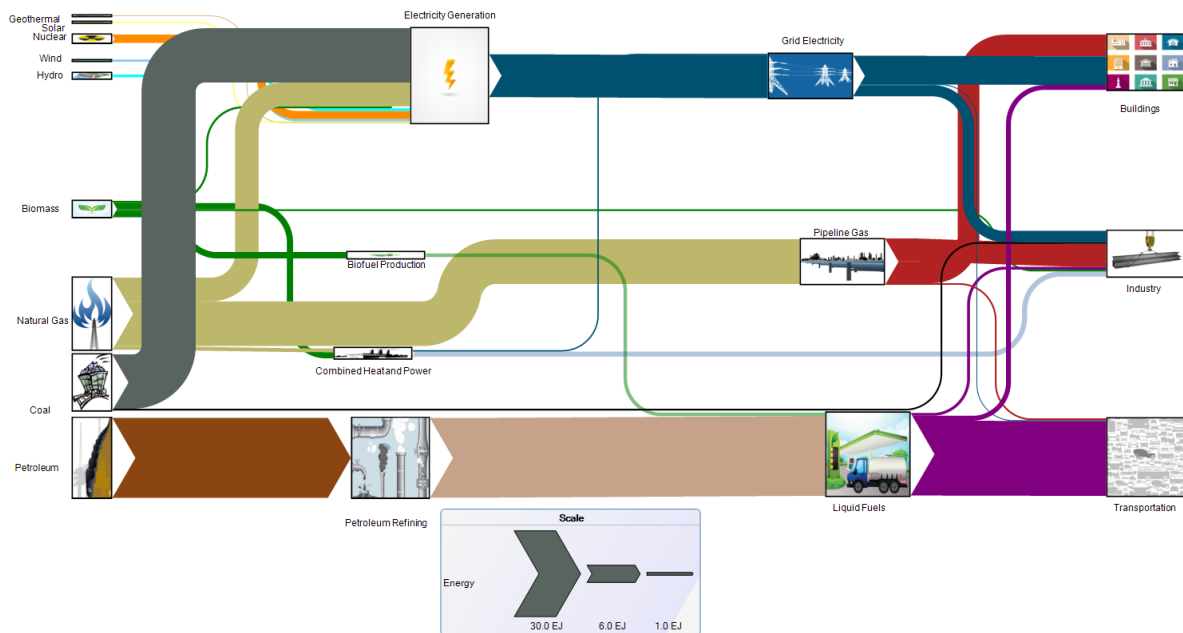 Geothermal
Solar
Nuclear
Wind
Hydro
Electricity Generation
Grid Electricity
Buildings
Biomass
Biofuel Production
Pipeline Gas
Industry
Natural Gas
Combined Heat and Power
Coal
Petroleum
Petroleum Refining
Liquid Fuels
Transportation
Scale
Energy
30.0 EJ 6.0 EJ 1.0 EJ